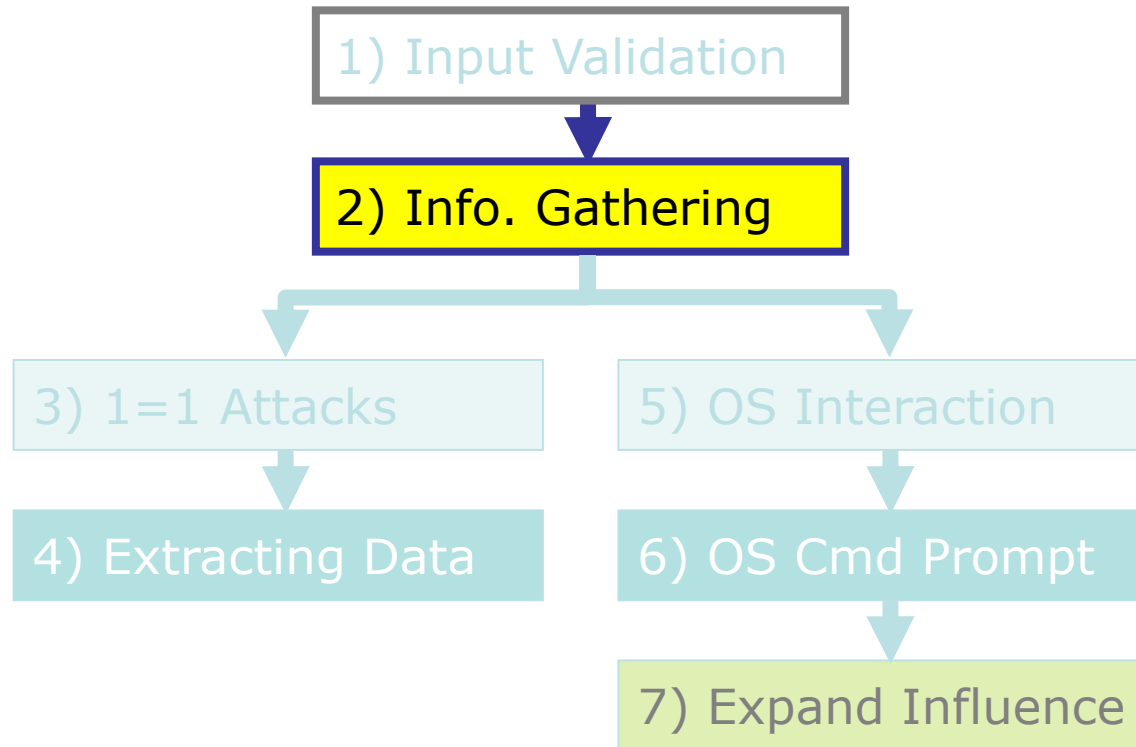 1) Input Validation
2) Info. Gathering
3) 1=1 Attacks
5) OS Interaction
4) Extracting Data
6) OS Cmd Prompt
7) Expand Influence